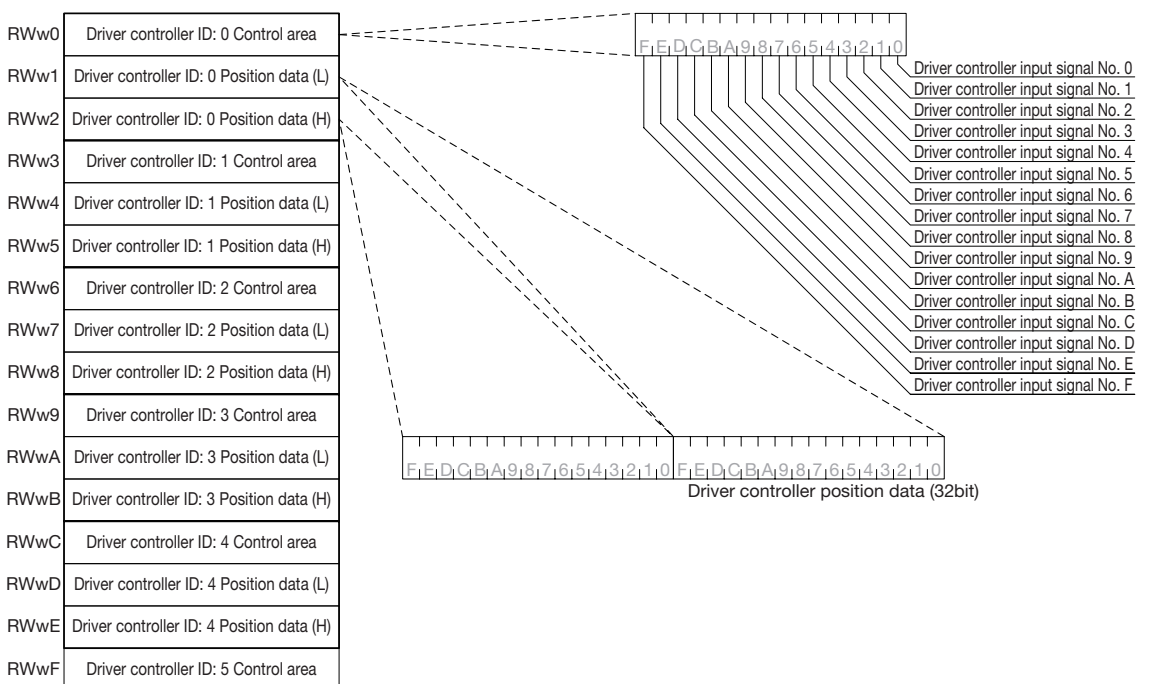 RWw0 Driver controller ID: 0 Control area
RWw1 Driver controller ID: 0 Position data (L)
RWw2 Driver controller ID: 0 Position data (H)
RWw3 Driver controller ID: 1 Control area
RWw4 Driver controller ID: 1 Position data (L)
RWw5 Driver controller ID: 1 Position data (H)
RWw6 Driver controller ID: 2 Control area
RWw7 Driver controller ID: 2 Position data (L)
RWw8 Driver controller ID: 2 Position data (H)
RWw9 Driver controller ID: 3 Control area
RWwA Driver controller ID: 3 Position data (L)
RWwB Driver controller ID: 3 Position data (H)
RWwC Driver controller ID: 4 Control area
RWwD Driver controller ID: 4 Position data (L)
RWwE Driver controller ID: 4 Position data (H)
RWwF Driver controller ID: 5 Control area
F E D C B A 9 8 7 6 5 4 3 2 1 0
Driver controller input signal No. 0
Driver controller input signal No. 1
Driver controller input signal No. 2
Driver controller input signal No. 3
Driver controller input signal No. 4
Driver controller input signal No. 5
Driver controller input signal No. 6
Driver controller input signal No. 7
Driver controller input signal No. 8
Driver controller input signal No. 9
Driver controller input signal No. A
Driver controller input signal No. B
Driver controller input signal No. C
Driver controller input signal No. D
Driver controller input signal No. E
Driver controller input signal No. F
F E D C B A 9 8 7 6 5 4 3 2 1 0 F E D C B A 9 8 7 6 5 4 3 2 1 0
Driver controller position data (32bit)